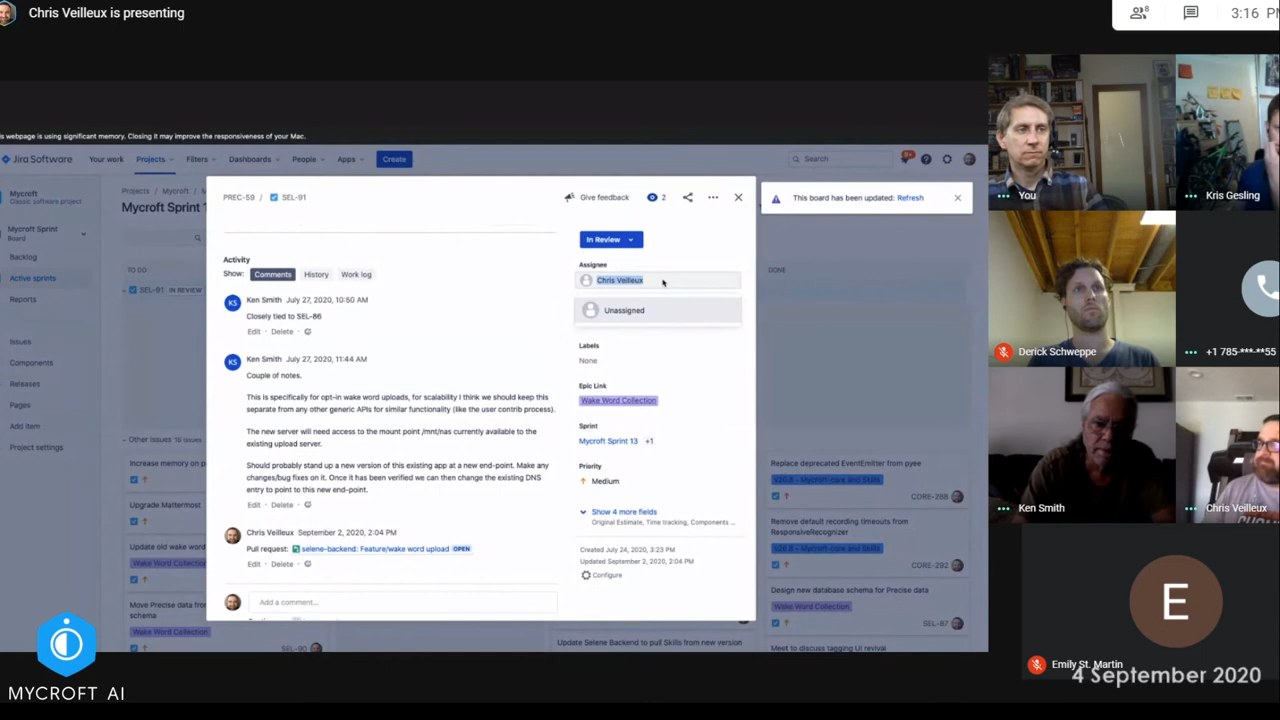 Chris Veilleux is presenting
8
3:16 PM
is webpage is using significant memory. Closing it may improve the responsiveness of your Mac.
Jira Software
Your work
Projects
Filters
Dashboards
People
Apps
Create
Search
Mycroft
Classic software project
Projects / Mycroft /
Mycroft Sprint 1
Mycroft Sprint
Board
Backlog
Active sprints
Reports
Issues
Components
Releases
Pages
Add item
Project settings
TO DO
SEL-91 IN REVIEW
Other issues 16 issues
Increase memory on p
Upgrade Mattermost
Update old wake word
Wake Word Collection
Move Precise data from
schema
Wake Word Collection
SEL-90
PREC-59 / SEL-91
Give feedback
2
Activity
Show:
Comments
History
Work log
KS
Ken Smith July 27, 2020, 10:50 AM
Closely tied to SEL-86
Edit · Delete ·
KS
Ken Smith July 27, 2020, 11:44 AM
Couple of notes.
This is specifically for opt-in wake word uploads, for scalability I think we should keep this
separate from any other generic APIs for similar functionality (like the user contrib process).
The new server will need access to the mount point /mnt/nas currently available to the
existing upload server.
Should probably stand up a new version of this existing app at a new end-point. Make any
changes/bug fixes on it. Once it has been verified we can then change the existing DNS
entry to point to this new end-point.
Edit · Delete ·
Chris Veilleux September 2, 2020, 2:04 PM
Pull request: selene-backend: Feature/wake word upload OPEN
Edit · Delete ·
Add a comment...
In Review
Assignee
Chris Veilleux
Unassigned
Labels
None
Epic Link
Wake Word Collection
Sprint
Mycroft Sprint 13 +1
Priority
Medium
Show 4 more fields
Original Estimate, Time tracking, Components ...
Created July 24, 2020, 3:23 PM
Updated September 2, 2020, 2:04 PM
Configure
This board has been updated: Refresh
DONE
Replace deprecated EventEmitter from pyee
CORE-288
Remove default recording timeouts from
ResponsiveRecognizer
CORE-292
Design new database schema for Precise data
Wake Word Collection
SEL-87
Meet to discuss tagging UI revival
Update Selene Backend to pull Skills from new version
You
Kris Gesling
Derick Schweppe
+1 785-***-**55
Ken Smith
Chris Veilleux
E
Emily St. Martin
4 September 2020
MYCROFT AI